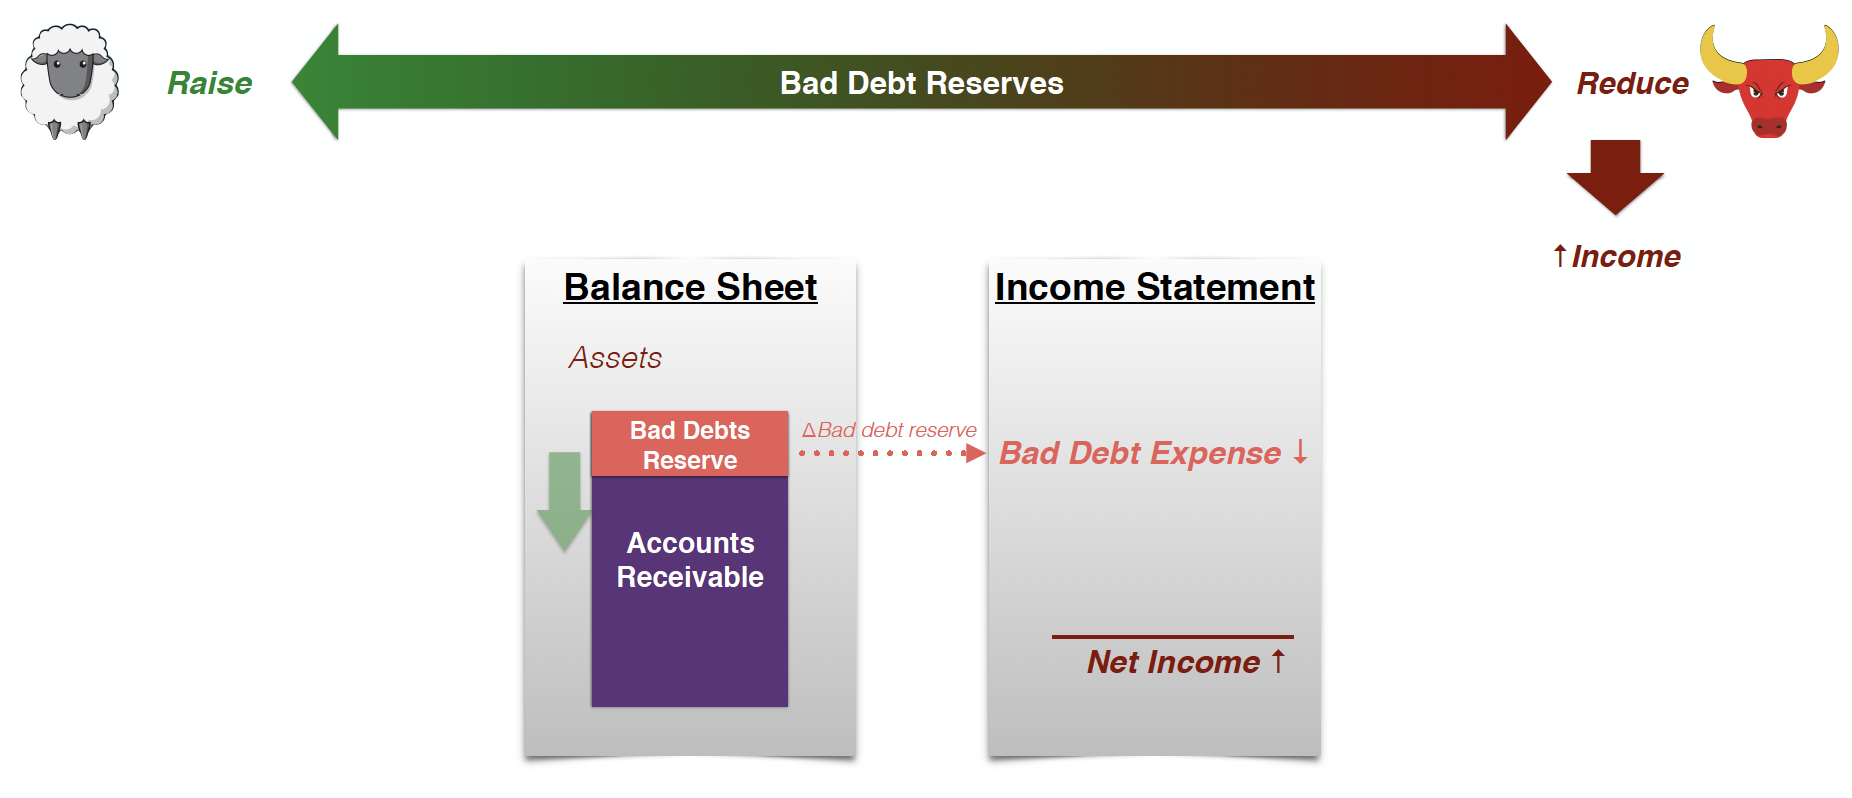 Raise
Bad Debt Reserves
Reduce
↑Income
Balance Sheet
Income Statement
Assets
Bad Debts
Reserve
ΔBad debt reserve
Bad Debt Expense ↓
Accounts
Receivable
Net Income ↑